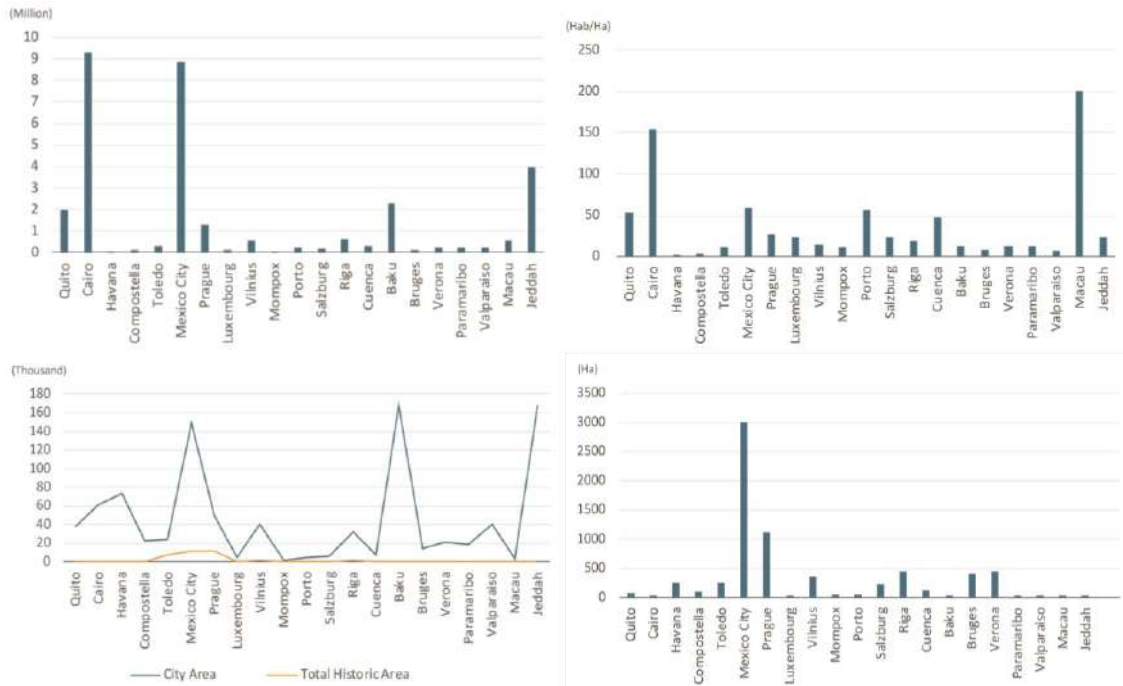 (Million)
10
9
8
7
6
5
4
3
2
1
0
Quito
Cairo
Havana
Compostella
Toledo
Mexico City
Prague
Luxembourg
Vilnius
Mompox
Porto
Salzburg
Riga
Cuenca
Baku
Bruges
Verona
Paramaribo
Valparaiso
Macau
Jeddah
(Hab/Ha)
250
200
150
100
50
0
Quito
Cairo
Havana
Compostella
Toledo
Mexico City
Prague
Luxembourg
Vilnius
Mompox
Porto
Salzburg
Riga
Cuenca
Baku
Bruges
Verona
Paramaribo
Valparaiso
Macau
Jeddah
(Thousand)
180
160
140
120
100
80
60
40
20
0
Quito
Cairo
Havana
Compostella
Toledo
Mexico City
Prague
Luxembourg
Vilnius
Mompox
Porto
Salzburg
Riga
Cuenca
Baku
Bruges
Verona
Paramaribo
Valparaiso
Macau
Jeddah
City Area
Total Historic Area
(Ha)
3500
3000
2500
2000
1500
1000
500
0
Quito
Cairo
Havana
Compostella
Toledo
Mexico City
Prague
Luxembourg
Vilnius
Mompox
Porto
Salzburg
Riga
Cuenca
Baku
Bruges
Verona
Paramaribo
Valparaiso
Macau
Jeddah